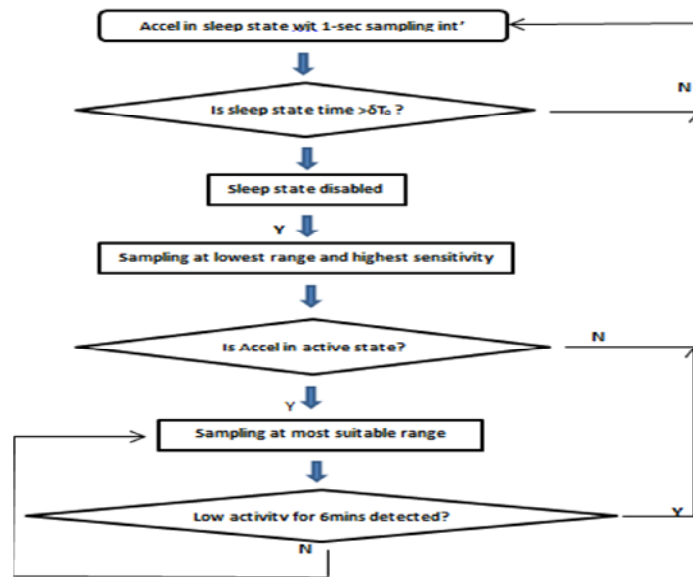 Accel in sleep state wit 1-sec sampling int'
N
Is sleep state time >δTₒ ?
Sleep state disabled
Y
Sampling at lowest range and highest sensitivity
N
Is Accel in active state?
Y
Sampling at most suitable range
Low activity for 6mins detected?
Y
N